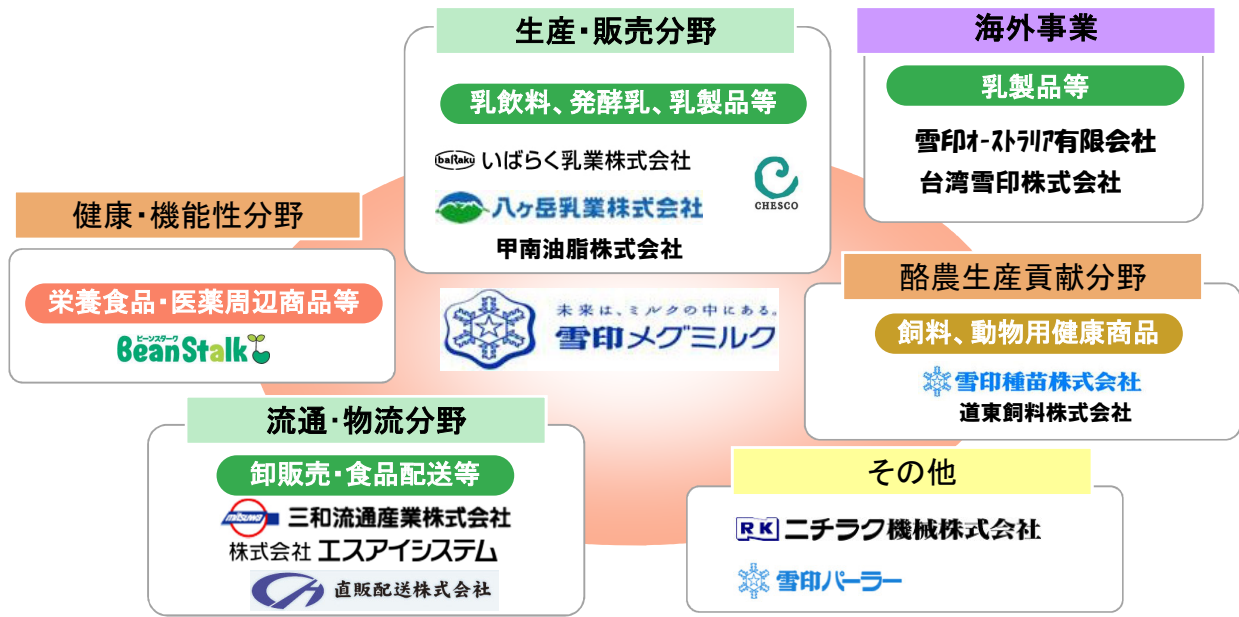 生産・販売分野
乳飲料、発酵乳、乳製品等
baRaku いばらく乳業株式会社
八ヶ岳乳業株式会社
甲南油脂株式会社
CHESCO
海外事業
乳製品等
雪印オーストラリア有限会社
台湾雪印株式会社
健康・機能性分野
栄養食品・医薬周辺商品等
ビーンスターク
BeanStalk
未来は、ミルクの中にある。
雪印メグミルク
酪農生産貢献分野
飼料、動物用健康商品
雪印種苗株式会社
道東飼料株式会社
流通・物流分野
卸販売・食品配送等
mitsuwa 三和流通産業株式会社
株式会社 エスアイシステム
直販配送株式会社
その他
RK ニチラク機械株式会社
雪印パーラー